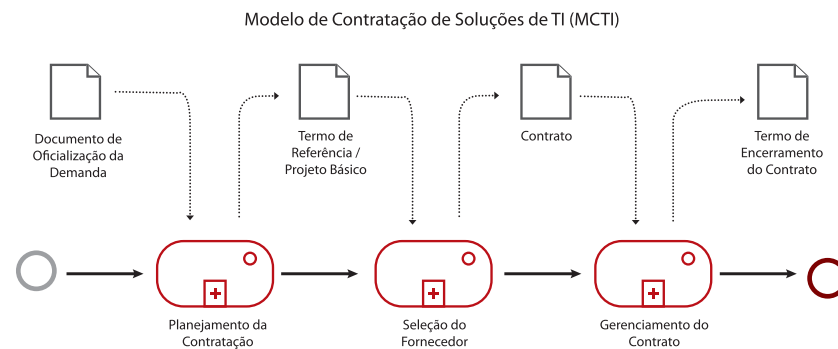 Modelo de Contratação de Soluções de TI (MCTI)
Documento de
Oficialização da
Demanda
Termo de
Referência /
Projeto Básico
Contrato
Termo de
Encerramento
do Contrato
Planejamento da
Contratação
Seleção do
Fornecedor
Gerenciamento do
Contrato